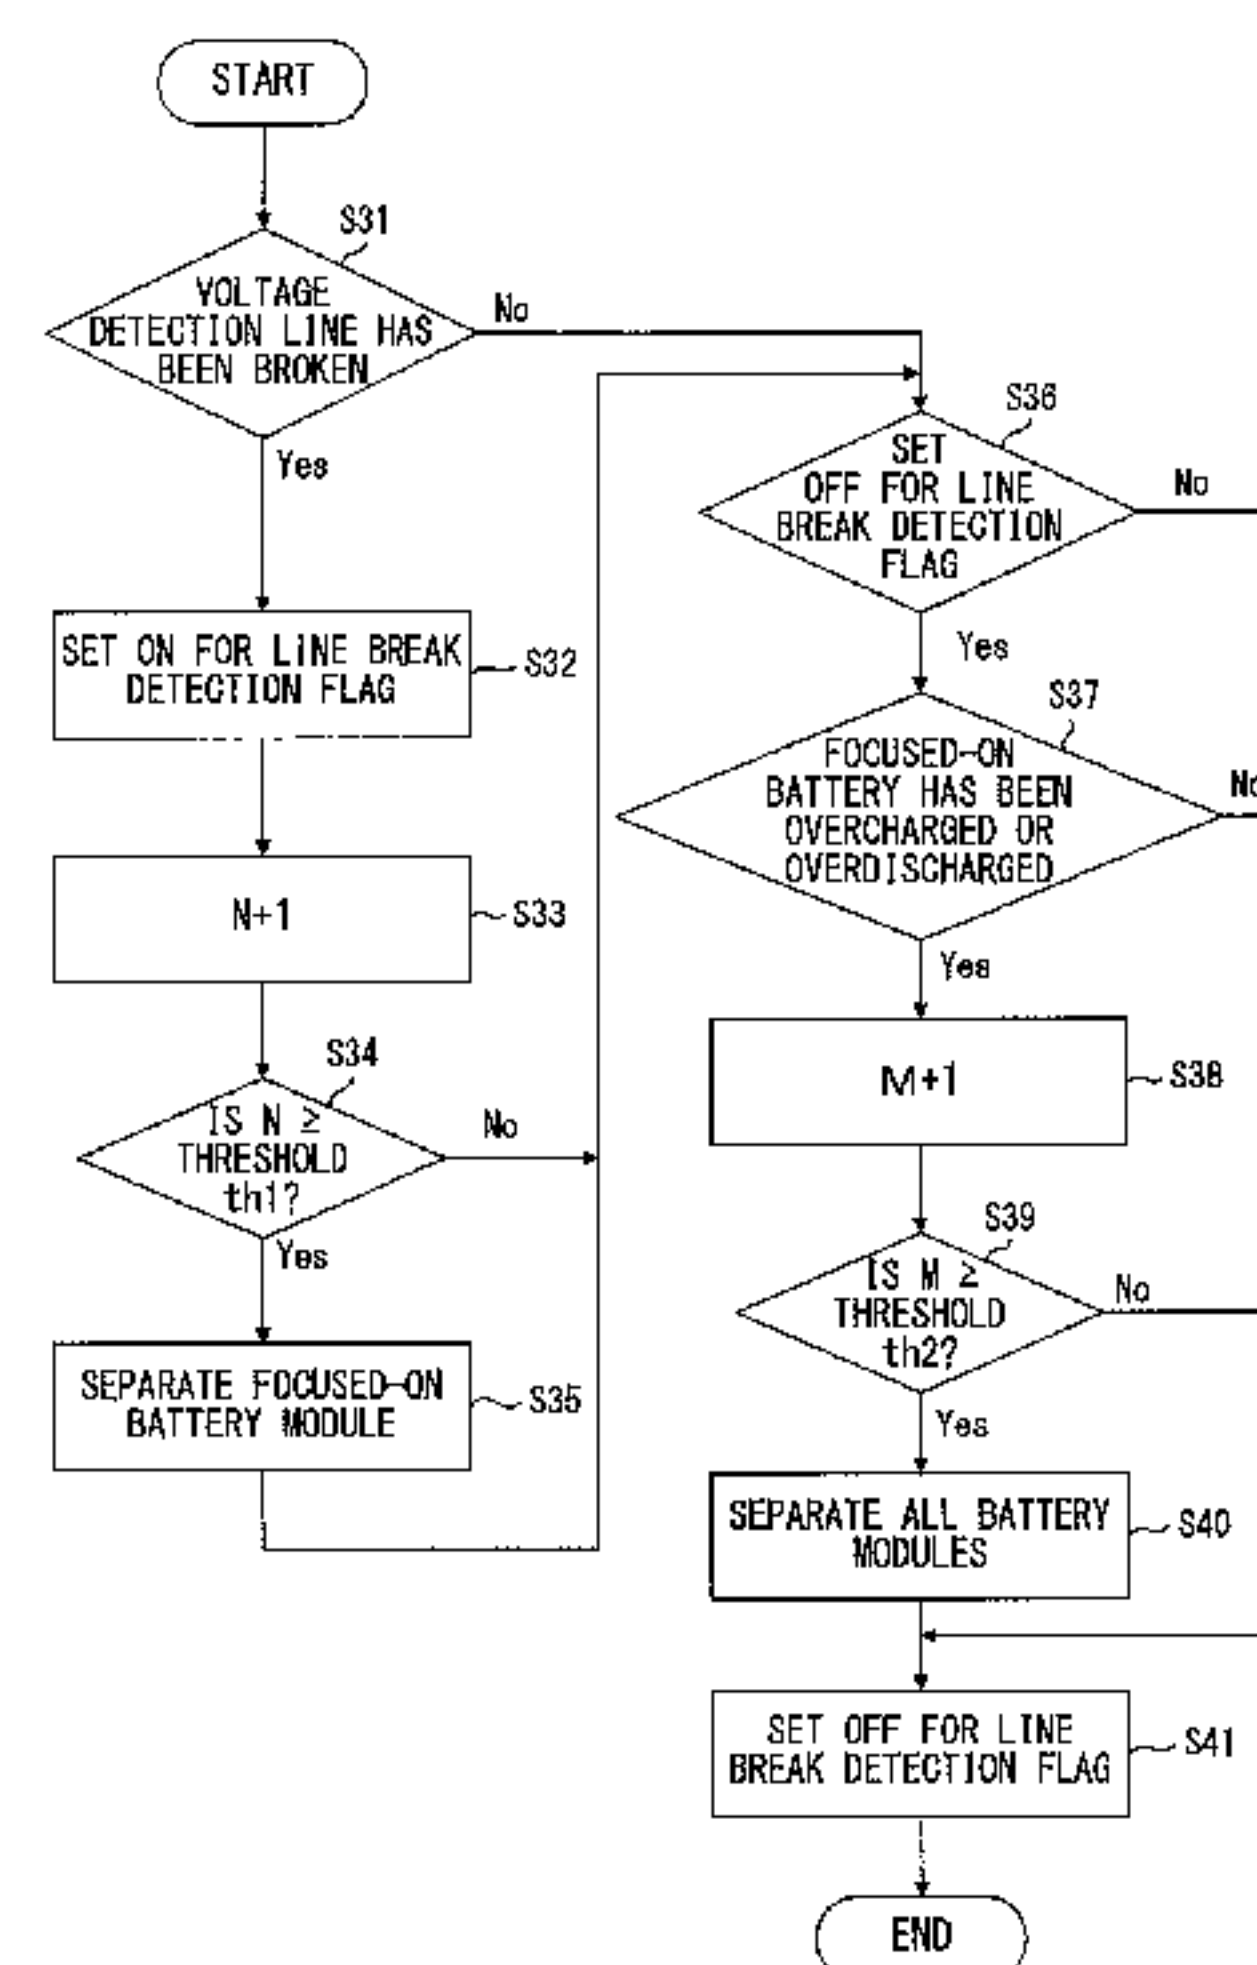 START
S31
VOLTAGE
DETECTION LINE HAS
BEEN BROKEN
No
Yes
SET ON FOR LINE BREAK
DETECTION FLAG
S32
N+1
S33
S34
IS N ≥
THRESHOLD
th1?
No
Yes
SEPARATE FOCUSED-ON
BATTERY MODULE
S35
S36
SET
OFF FOR LINE
BREAK DETECTION
FLAG
No
Yes
S37
FOCUSED-ON
BATTERY HAS BEEN
OVERCHARGED OR
OVERDISCHARGED
No
Yes
M+1
S38
S39
IS M ≥
THRESHOLD
th2?
No
Yes
SEPARATE ALL BATTERY
MODULES
S40
SET OFF FOR LINE
BREAK DETECTION FLAG
S41
END